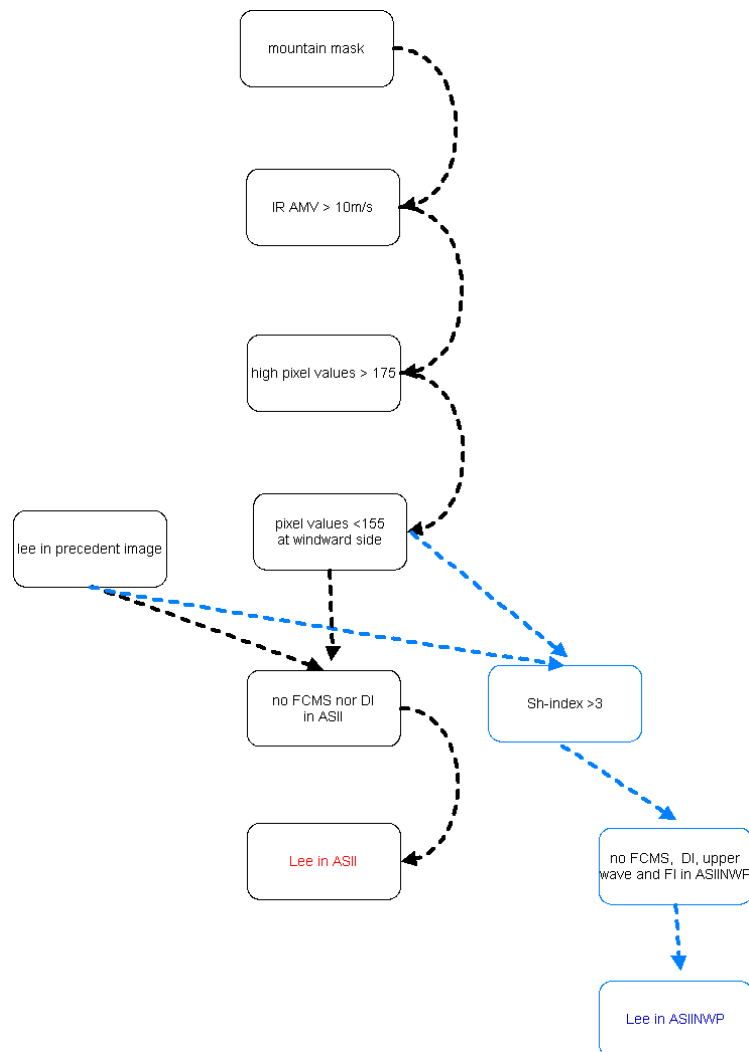 mountain mask
IR AMV > 10m/s
high pixel values > 175
pixel values <155
at windward side
lee in precedent image
no FCMS nor DI
in ASII
Sh-index >3
Lee in ASII
no FCMS, DI, upper
wave and FI in ASIINWP
Lee in ASIINWP